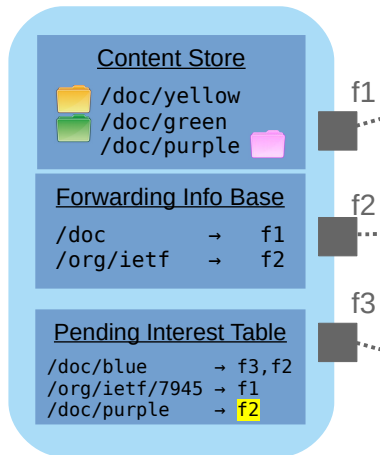 Content Store
/doc/yellow
/doc/green
/doc/purple
f1
Forwarding Info Base
/doc → f1
/org/ietf → f2
f2
f3
Pending Interest Table
/doc/blue → f3,f2
/org/ietf/7945 → f1
/doc/purple → f2